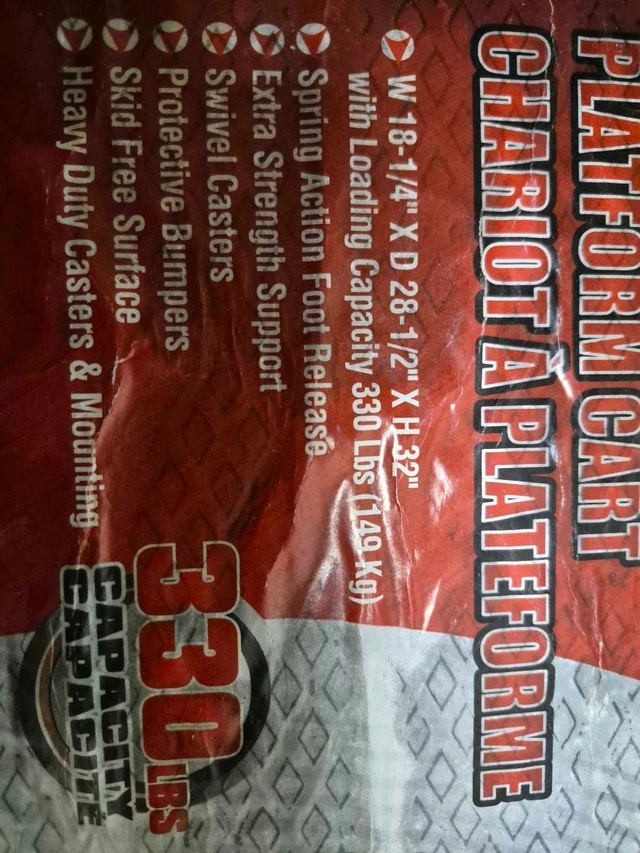 PLATFORM CART
CHARIOT À PLATEFORME
W 18-1/4" X D 28-1/2" X H 32"
with Loading Capacity 330 Lbs (149 Kg)
Spring Action Foot Release
Extra Strength Support
Swivel Casters
Protective Bumpers
Skid Free Surface
Heavy Duty Casters & Mounting
330 LBS
CAPACITY
CAPACITÉ